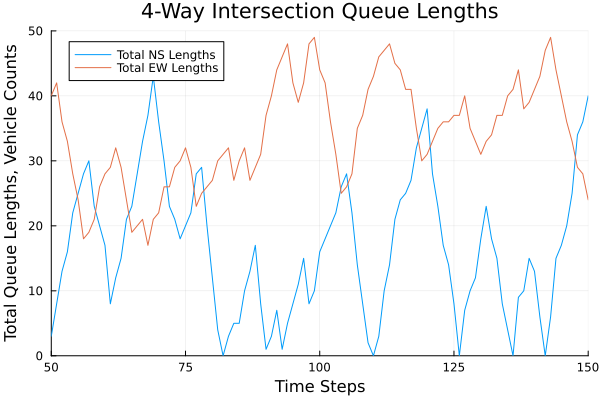 4-Way Intersection Queue Lengths
Total Queue Lengths, Vehicle Counts
Total NS Lengths
Total EW Lengths
50
40
30
20
10
0
50
75
100
125
150
Time Steps